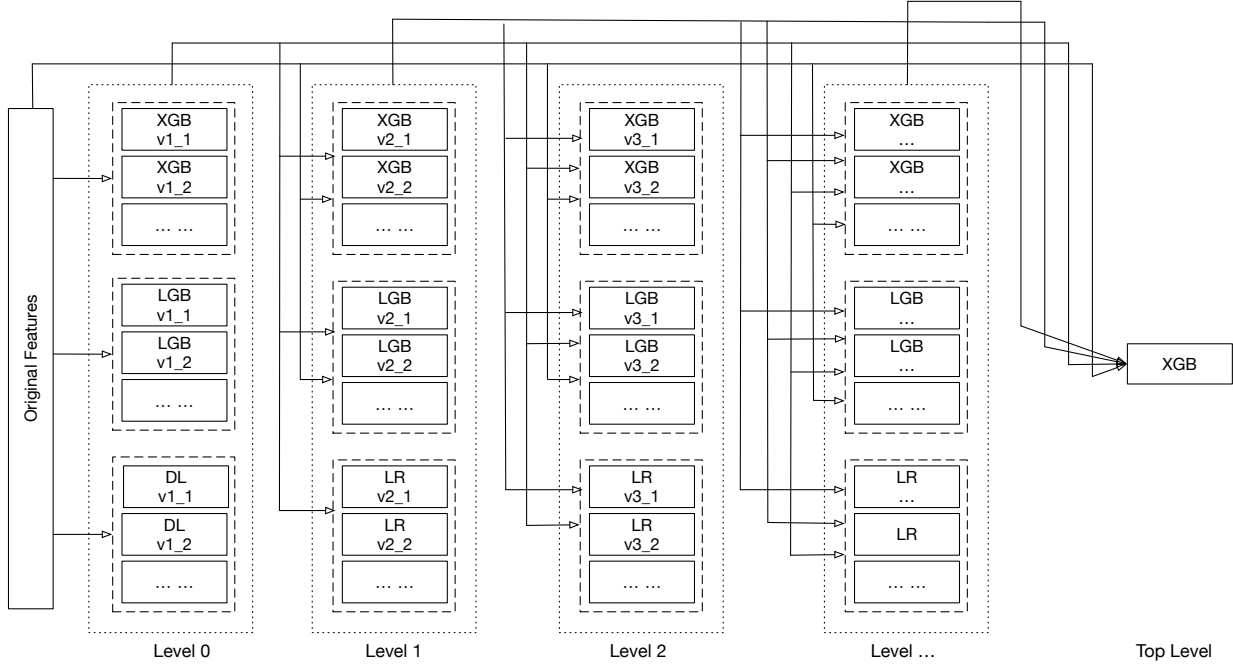 Original Features
XGB
v1_1
XGB
v1_2
... ...
LGB
v1_1
LGB
v1_2
... ...
DL
v1_1
DL
v1_2
... ...
Level 0
XGB
v2_1
XGB
v2_2
... ...
LGB
v2_1
LGB
v2_2
... ...
LR
v2_1
LR
v2_2
... ...
Level 1
XGB
v3_1
XGB
v3_2
... ...
LGB
v3_1
LGB
v3_2
... ...
LR
v3_1
LR
v3_2
... ...
Level 2
XGB
...
XGB
...
... ...
LGB
...
LGB
...
... ...
LR
...
LR
... ...
Level ...
XGB
Top Level